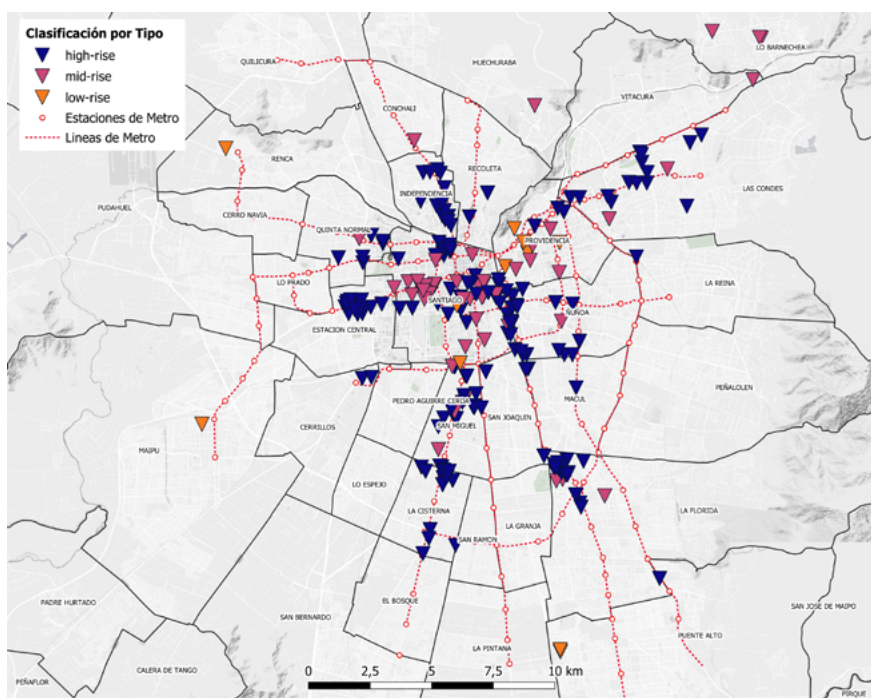 Clasificación por Tipo
high-rise
mid-rise
low-rise
Estaciones de Metro
Lineas de Metro
LO BARNECHEA
QUILICURA
HUECHURABA
VITACURA
CONCHALI
RENCA
RECOLETA
LAS CONDES
INDEPENDENCIA
PUDAHUEL
CERRO NAVIA
QUINTA NORMAL
PROVIDENCIA
LO PRADO
LA REINA
SANTIAGO
ÑUÑOA
ESTACION CENTRAL
PEÑALOLEN
PEDRO AGUIRRE CERDA
MACUL
CERRILLOS
SAN JOAQUIN
SAN MIGUEL
MAIPU
LO ESPEJO
LA CISTERNA
LA FLORIDA
LA GRANJA
SAN RAMON
PADRE HURTADO
EL BOSQUE
SAN JOSE DE MAIPO
SAN BERNARDO
PUENTE ALTO
LA PINTANA
CALERA DE TANGO
PEÑAFLOR
PIRQUE
0 2,5 5 7,5 10 km